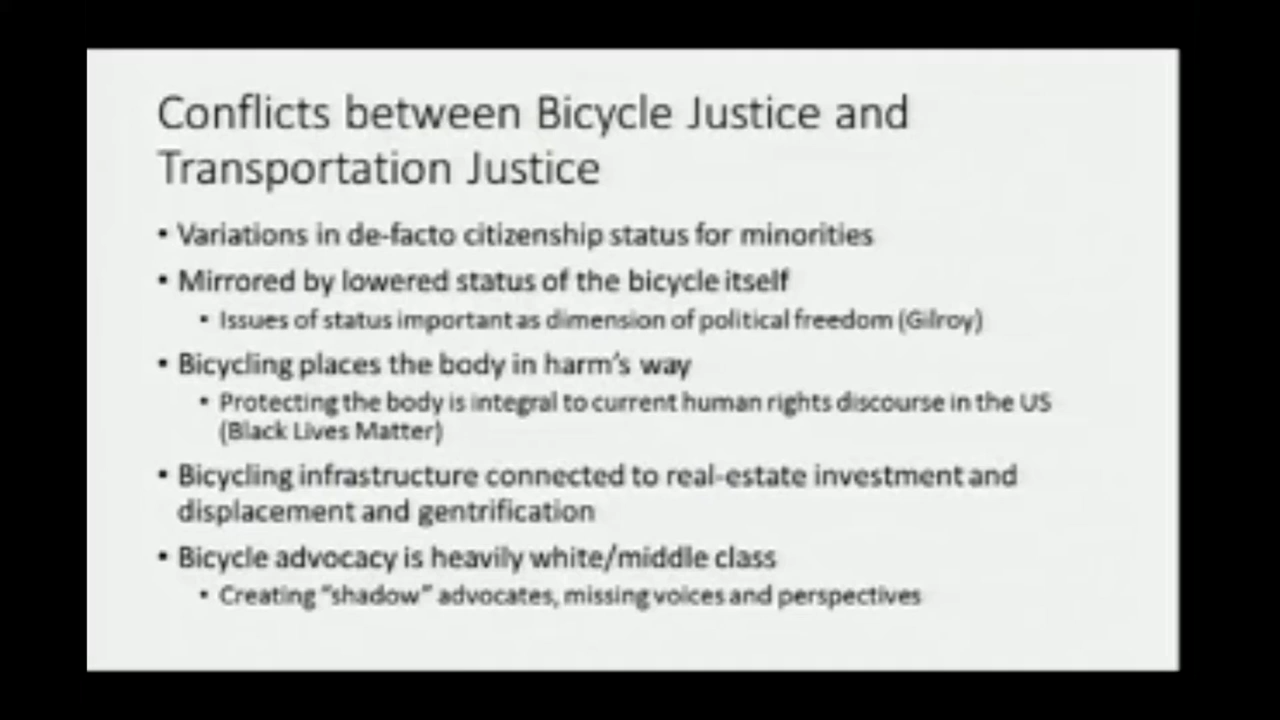 Conflicts between Bicycle Justice and
Transportation Justice
• Variations in de-facto citizenship status for minorities
• Mirrored by lowered status of the bicycle itself
• Issues of status important as dimension of political freedom (Gilroy)
• Bicycling places the body in harm's way
• Protecting the body is integral to current human rights discourse in the US
(Black Lives Matter)
• Bicycling infrastructure connected to real-estate investment and
displacement and gentrification
• Bicycle advocacy is heavily white/middle class
• Creating "shadow" advocates, missing voices and perspectives